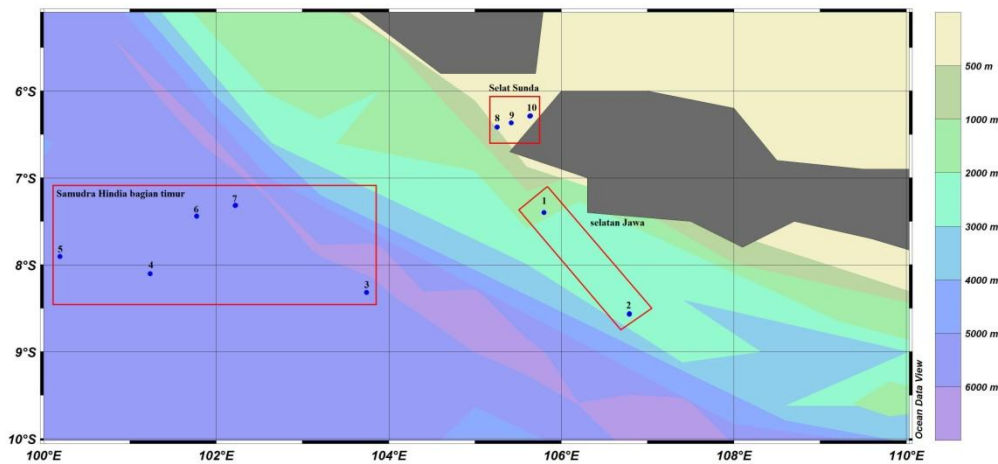 500 m
6°S
Selat Sunda
8 9 10
1000 m
7°S
2000 m
Samudra Hindia bagian timur
7
6
1
selatan Jawa
3000 m
5
4
8°S
4000 m
3
2
5000 m
9°S
6000 m
Ocean Data View
10°S
100°E 102°E 104°E 106°E 108°E 110°E